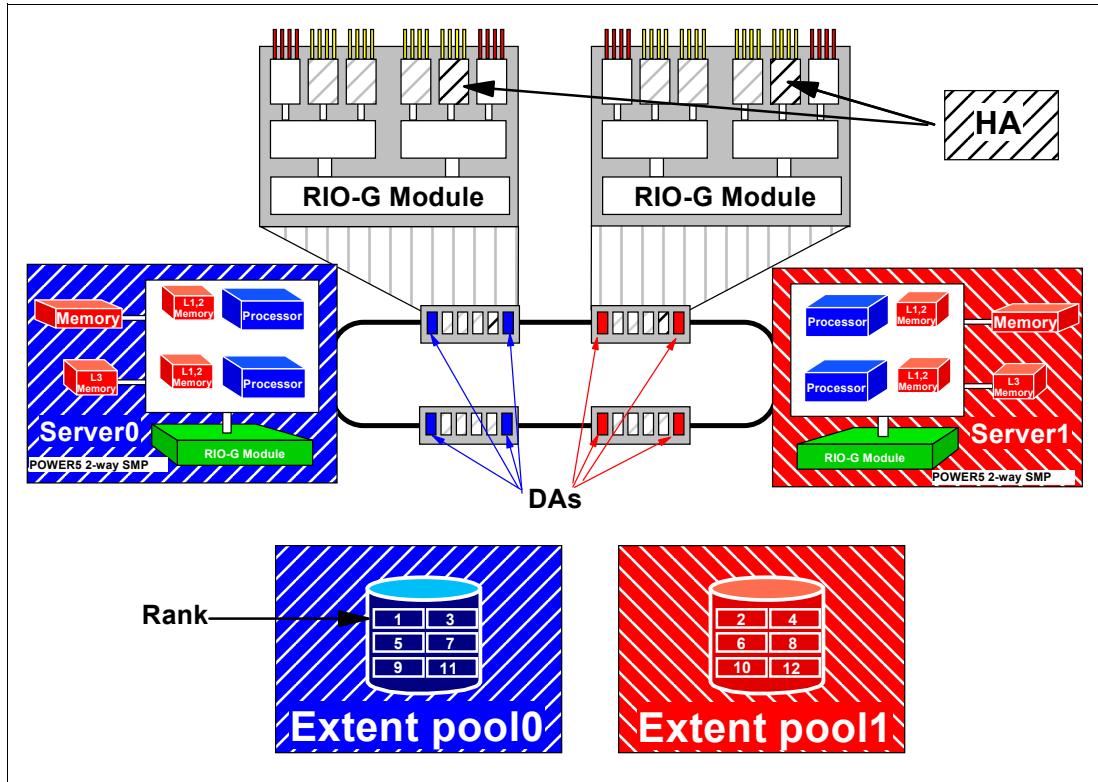 HA
RIO-G Module
RIO-G Module
Memory
L1,2
Memory
Processor
L3
Memory
L1,2
Memory
Processor
Server0
RIO-G Module
POWER5 2-way SMP
Processor
L1,2
Memory
Memory
Processor
L1,2
Memory
L3
Memory
Server1
RIO-G Module
POWER5 2-way SMP
DAs
Rank
1 3
5 7
9 11
Extent pool0
2 4
6 8
10 12
Extent pool1